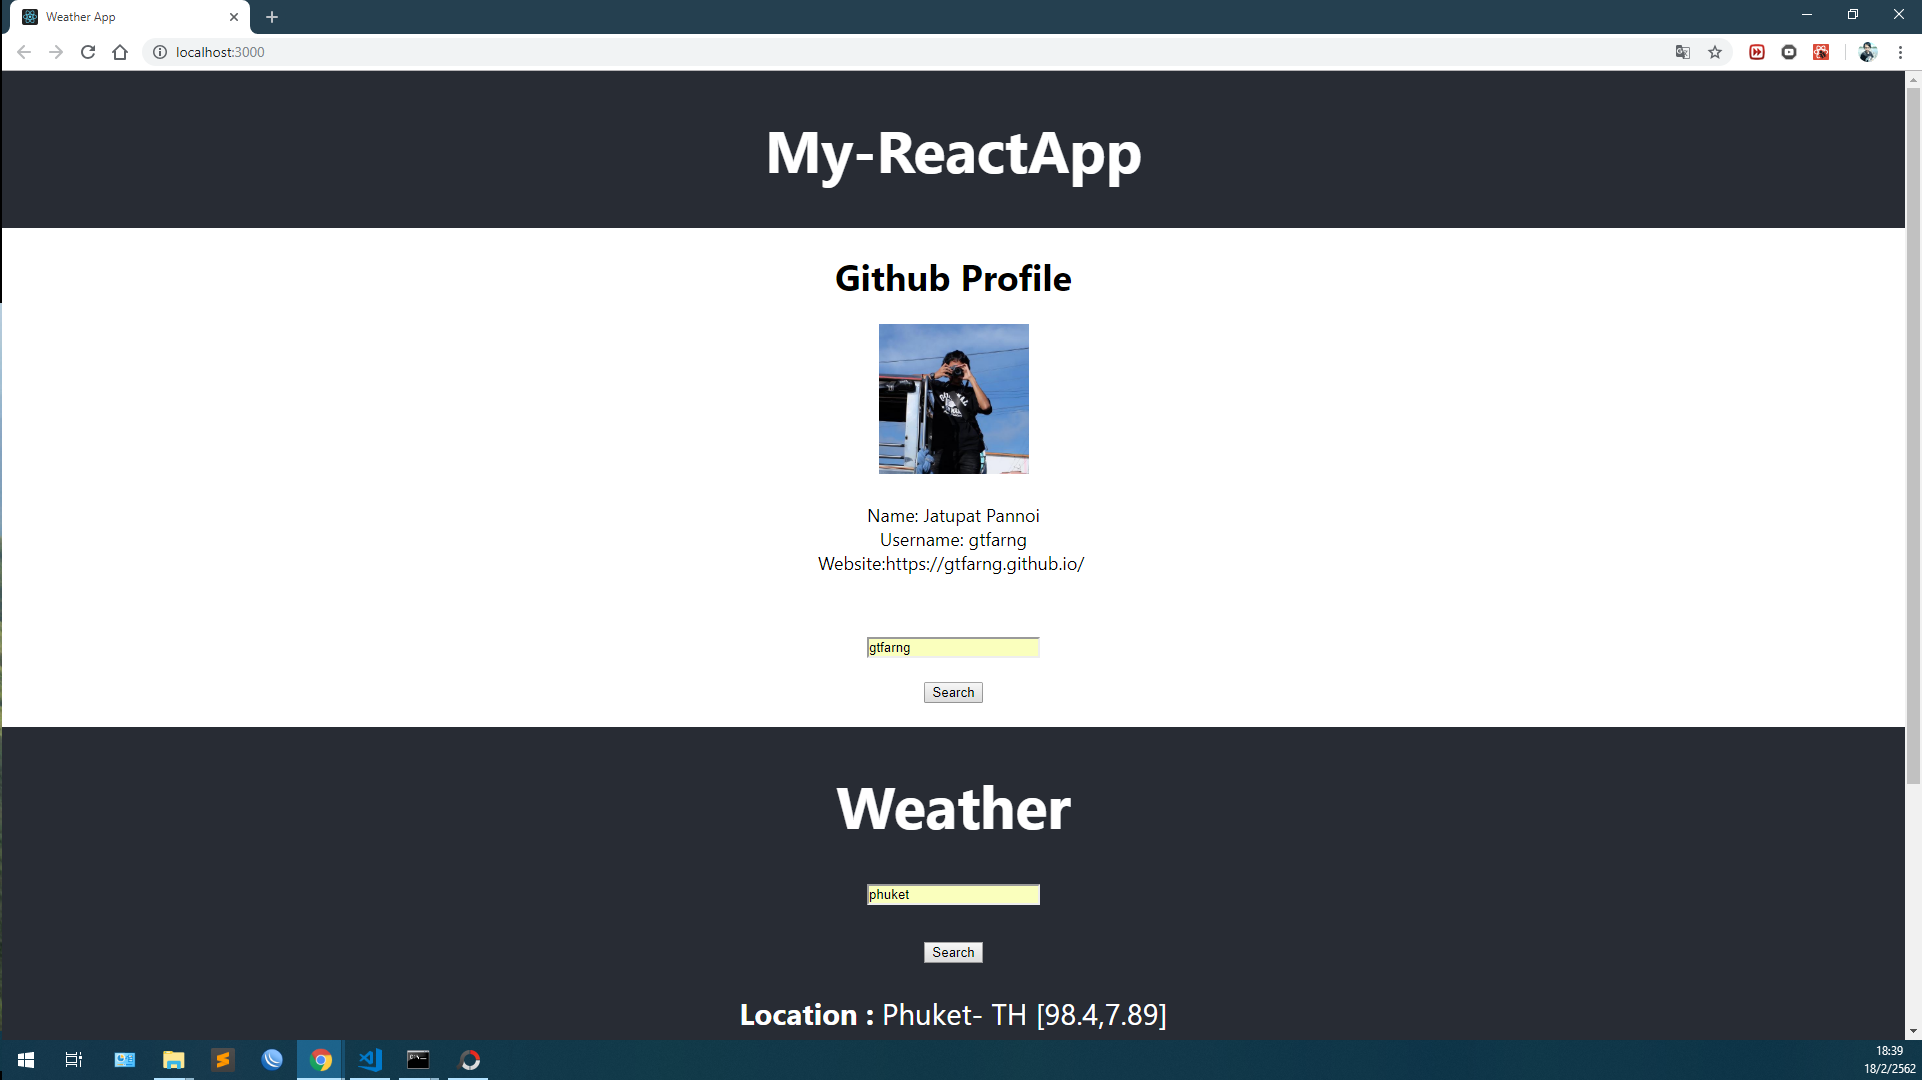 Weather App
localhost:3000
My-ReactApp
Github Profile
Name: Jatupat Pannoi
Username: gtfarng
Website:https://gtfarng.github.io/
gtfarng
Search
Weather
phuket
Search
Location : Phuket- TH [98.4,7.89]
18:39
18/2/2562